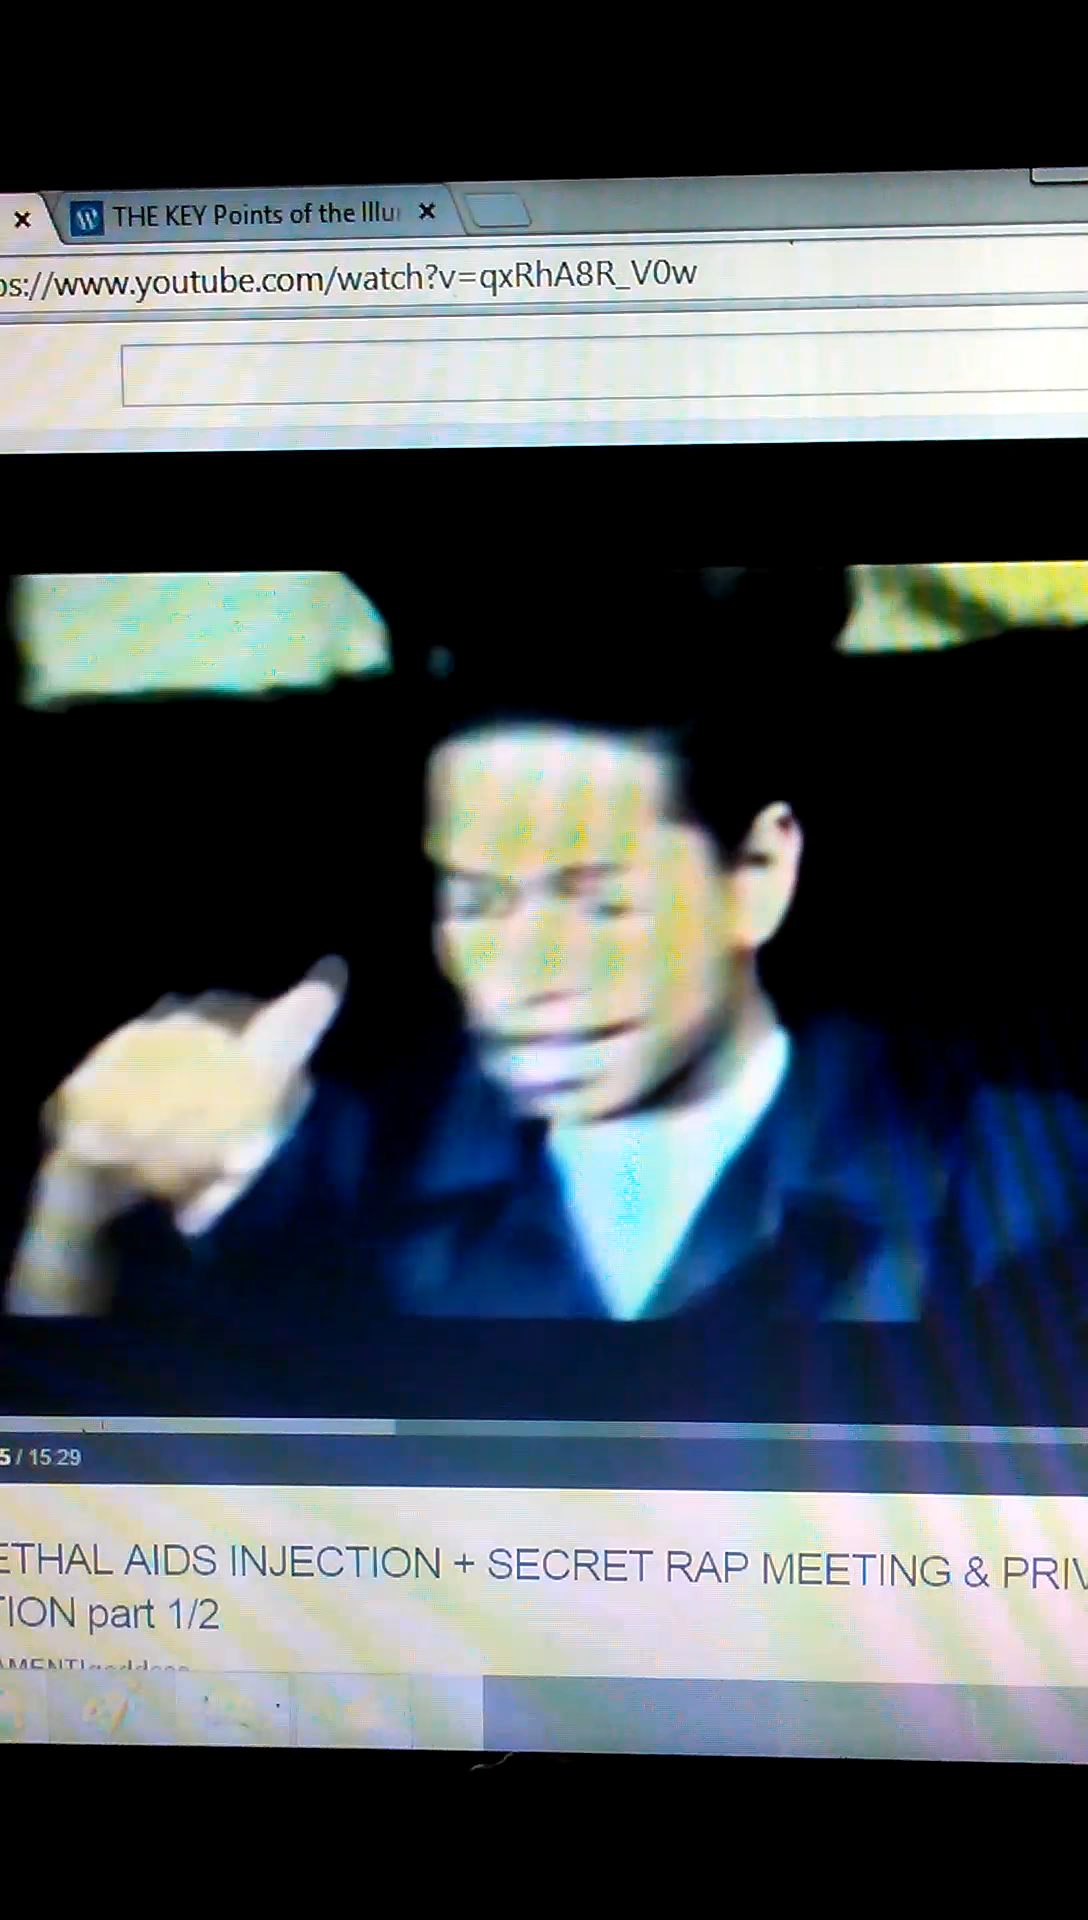 THE KEY Points of the Illu
ps://www.youtube.com/watch?v=qxRhA8R_V0w
5 / 15:29
ETHAL AIDS INJECTION + SECRET RAP MEETING & PRIV
TION part 1/2